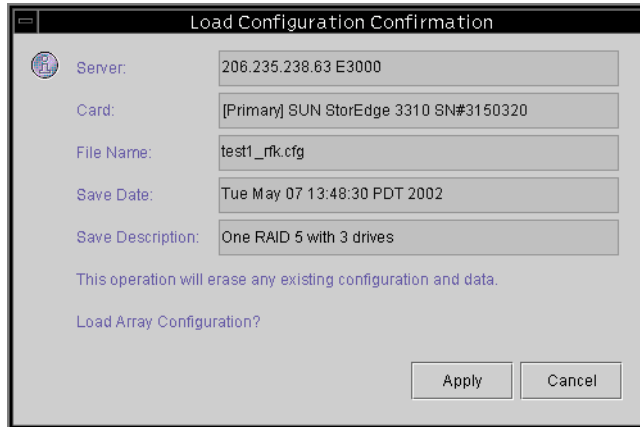 Load Configuration Confirmation
Server: 206.235.238.63 E3000
Card: [Primary] SUN StorEdge 3310 SN#3150320
File Name: test1_rfk.cfg
Save Date: Tue May 07 13:48:30 PDT 2002
Save Description: One RAID 5 with 3 drives
This operation will erase any existing configuration and data.
Load Array Configuration?
Apply Cancel